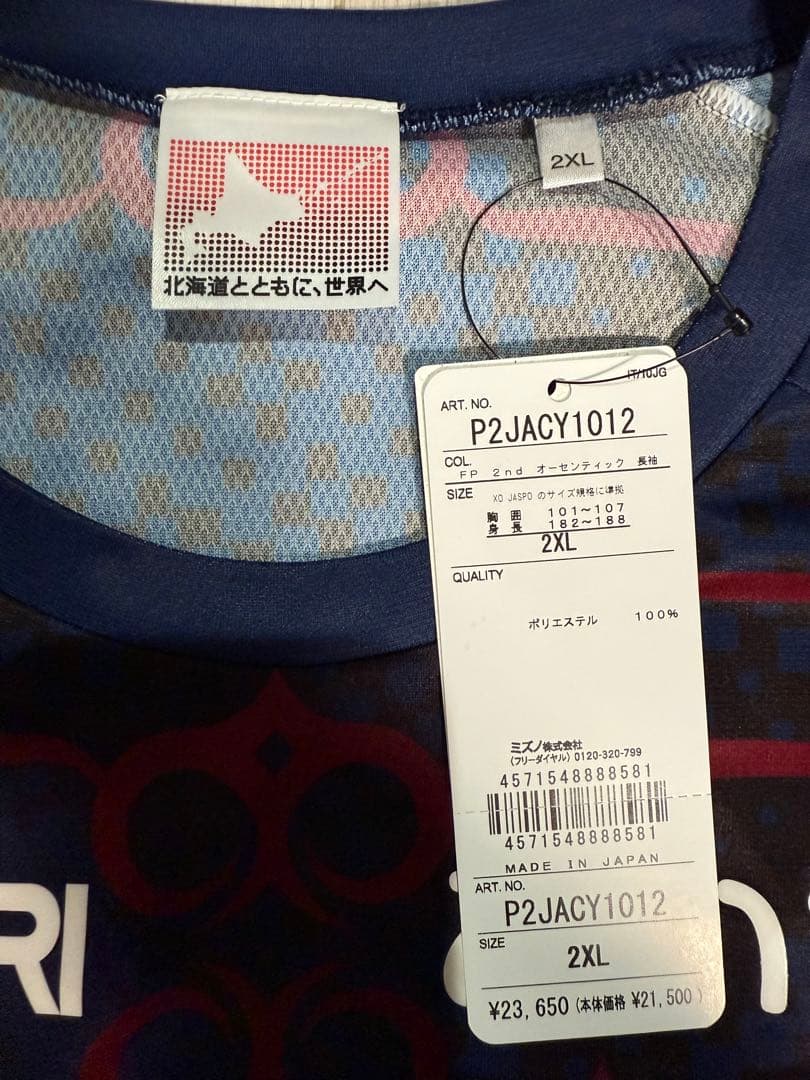 北海道とともに、世界へ
2XL
IT/10JG
ART. NO.
P2JACY1012
COL.
FP 2nd オーセンティック 長袖
SIZE XO JASPO のサイズ規格に準拠
胸 囲 101～107
身 長 182～188
2XL
QUALITY
ポリエステル 100%
ミズノ株式会社
(フリーダイヤル) 0120-320-799
4571548888581
4571548888581
MADE IN JAPAN
ART. NO.
P2JACY1012
SIZE
2XL
¥23,650 (本体価格 ¥21,500)
RI